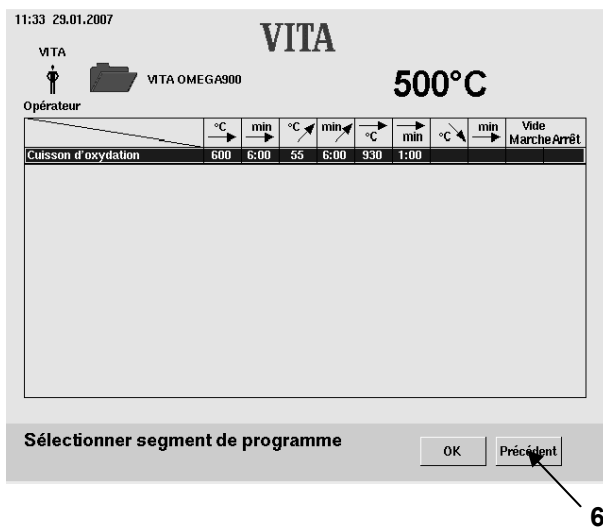 11:33 29.01.2007
VITA
VITA
VITA OMEGA900
500°C
Opérateur
°C min °C min °C min °C min Vide Marche Arrêt
Cuisson d'oxydation 600 6:00 55 6:00 930 1:00
Sélectionner segment de programme
OK Précédent
6